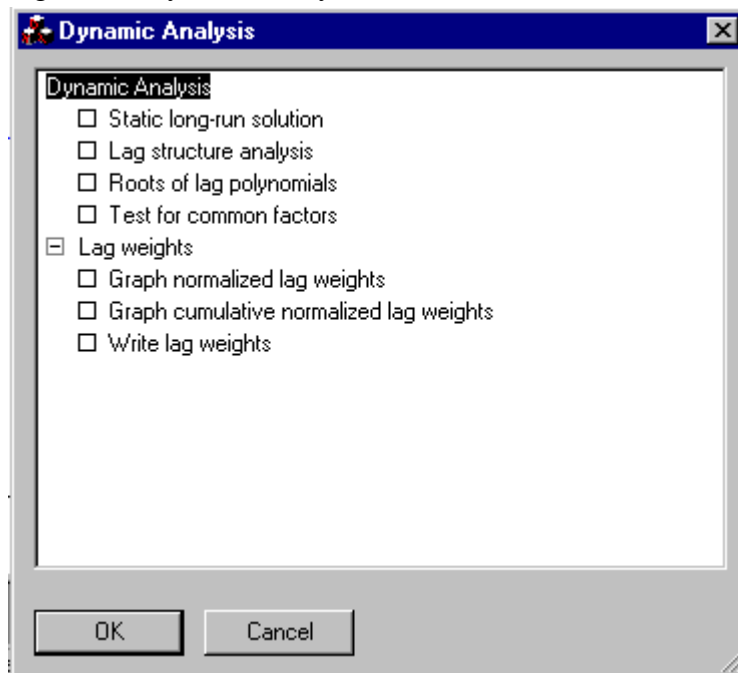 Dynamic Analysis
Dynamic Analysis
Static long-run solution
Lag structure analysis
Roots of lag polynomials
Test for common factors
Lag weights
Graph normalized lag weights
Graph cumulative normalized lag weights
Write lag weights
OK Cancel